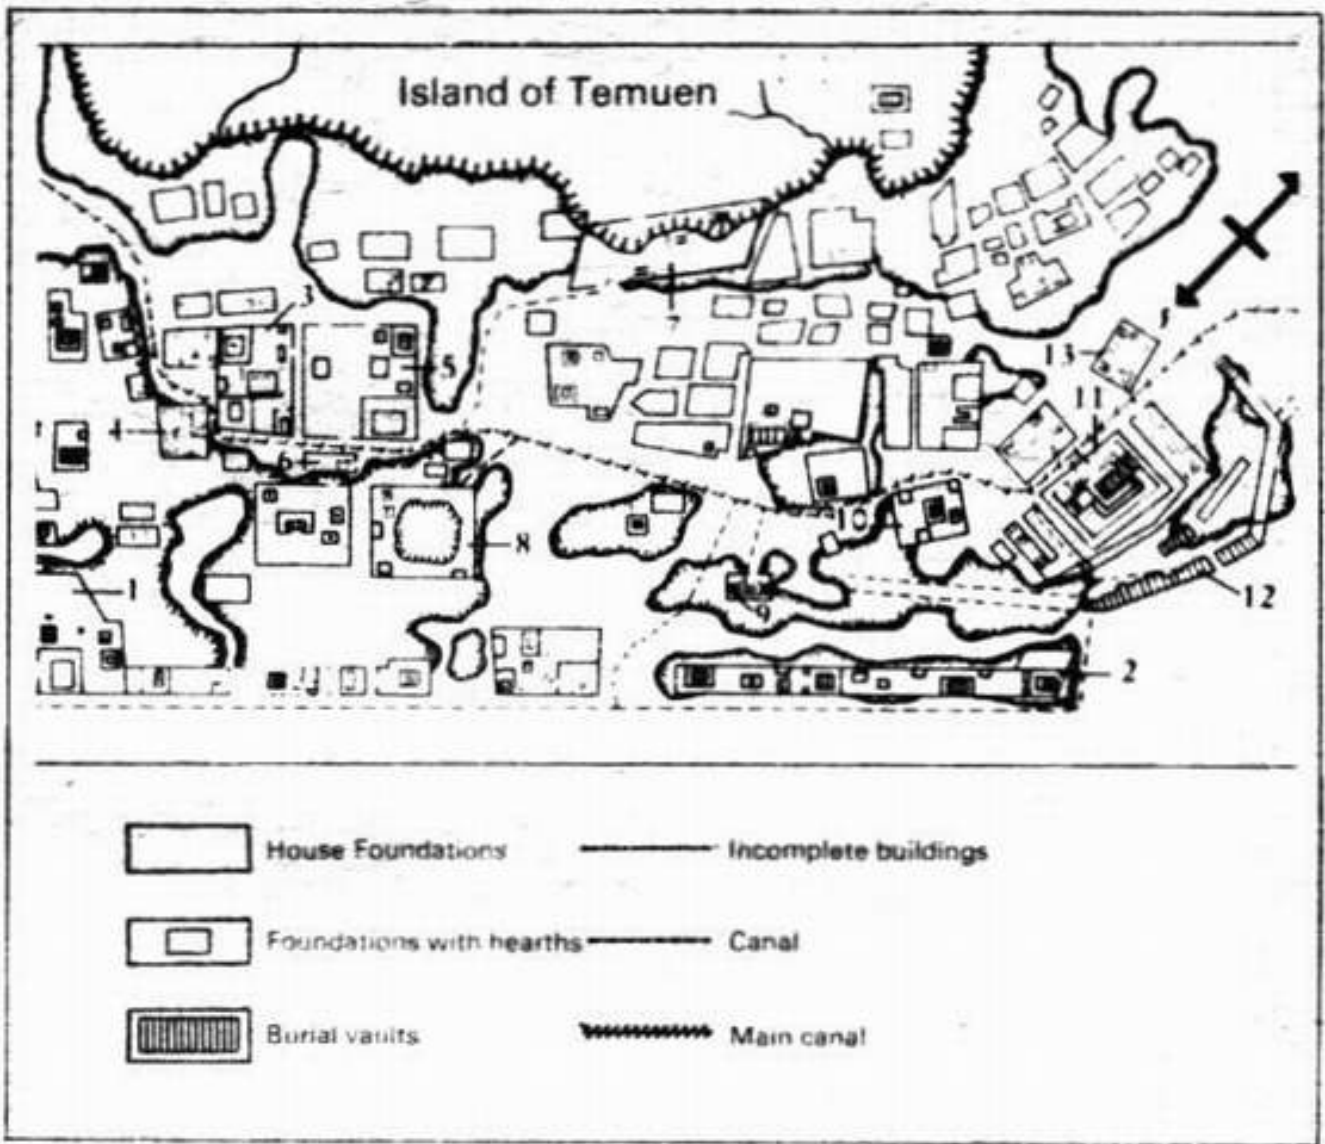 Island of Temuen
3
5
7
13
11
4
6
10
8
1
9
12
2
House Foundations
Incomplete buildings
Foundations with hearths
Canal
Burial vaults
Main canal